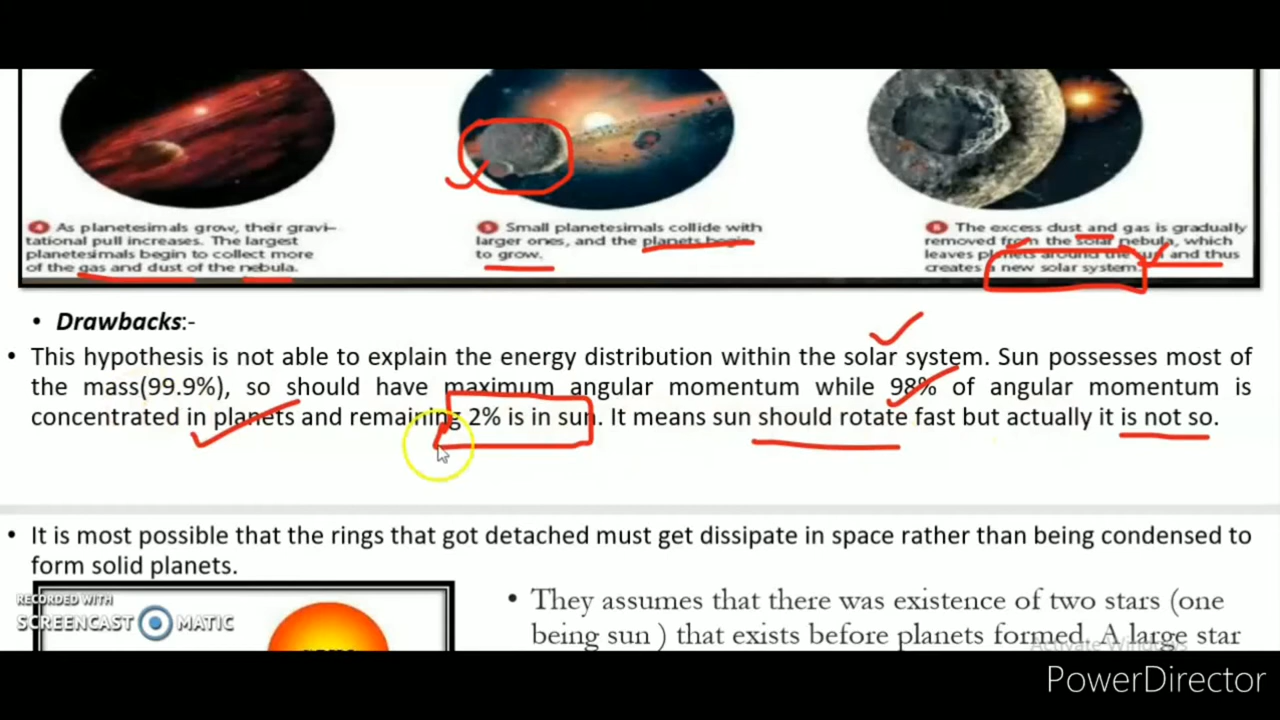 4 As planetesimals grow, their gravi-
tational pull increases. The largest
planetesimals begin to collect more
of the gas and dust of the nebula.
5 Small planetesimals collide with
larger ones, and the planets begin
to grow.
6 The excess dust and gas is gradually
removed from the solar nebula, which
leaves planets around the sun and thus
creates a new solar system.
• Drawbacks:-
• This hypothesis is not able to explain the energy distribution within the solar system. Sun possesses most of
the mass(99.9%), so should have maximum angular momentum while 98% of angular momentum is
concentrated in planets and remaining 2% is in sun. It means sun should rotate fast but actually it is not so.
• It is most possible that the rings that got detached must get dissipate in space rather than being condensed to
form solid planets.
RECORDED WITH
SCREENCAST MATIC
• They assumes that there was existence of two stars (one
being sun ) that exists before planets formed. A large star
Activate Windows
PowerDirector